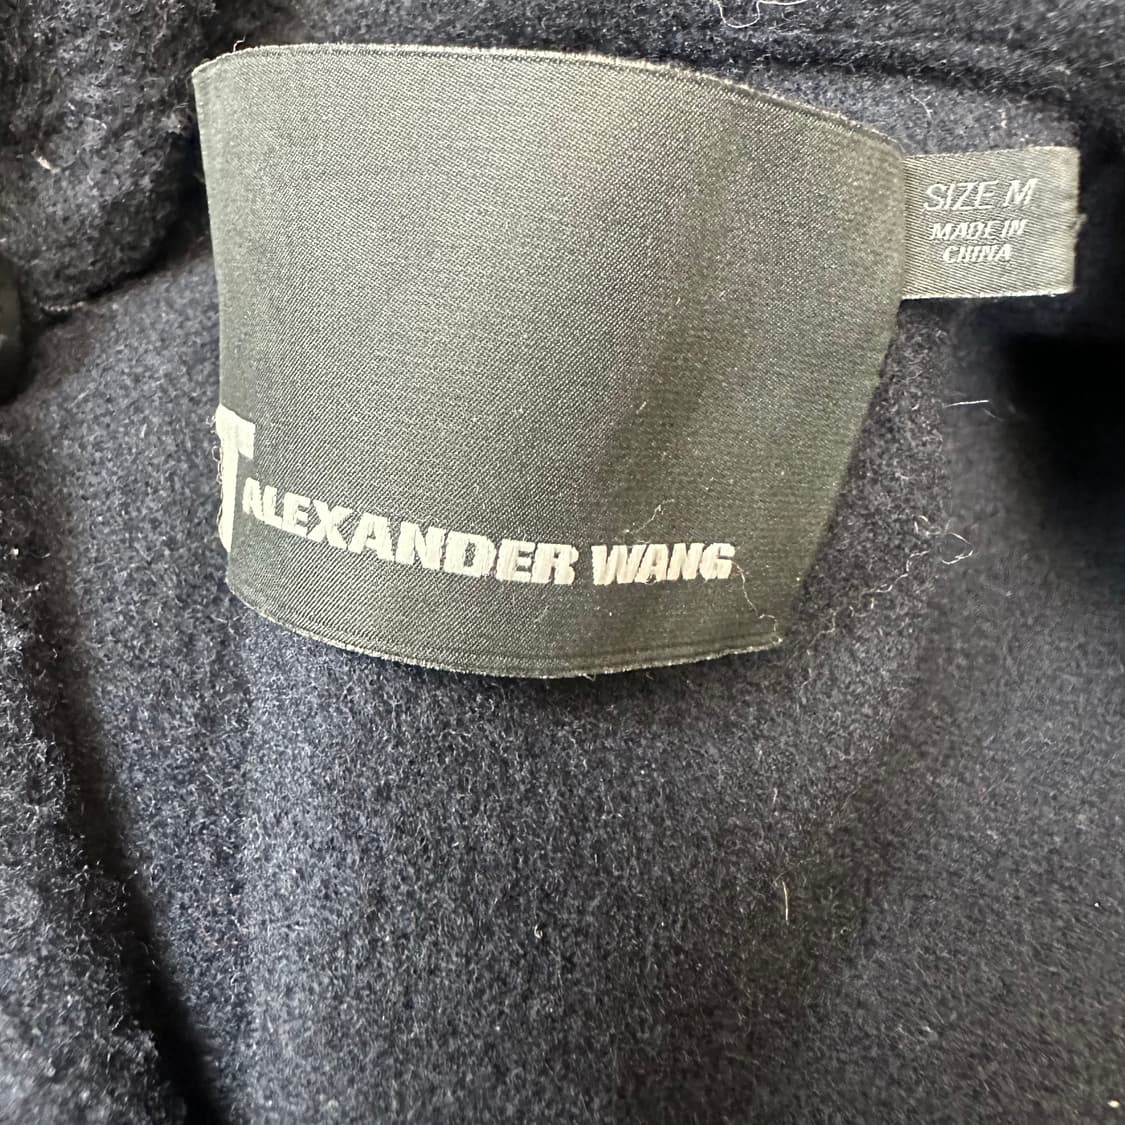 SIZE M
MADE IN
CHINA
T ALEXANDER WANG